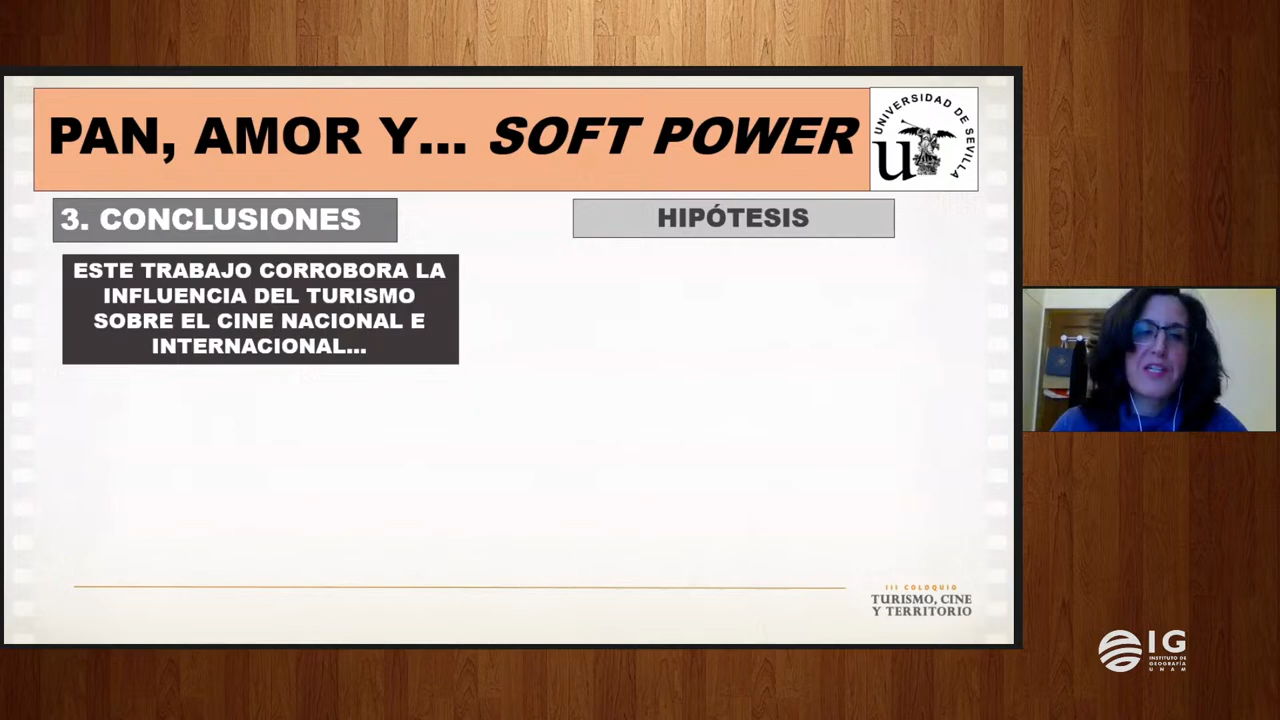 PAN, AMOR Y... SOFT POWER
UNIVERSIDAD DE SEVILLA
3. CONCLUSIONES
HIPÓTESIS
ESTE TRABAJO CORROBORA LA
INFLUENCIA DEL TURISMO
SOBRE EL CINE NACIONAL E
INTERNACIONAL...
III COLOQUIO
TURISMO, CINE
Y TERRITORIO
IG
INSTITUTO DE
GEOGRAFÍA
UNAM